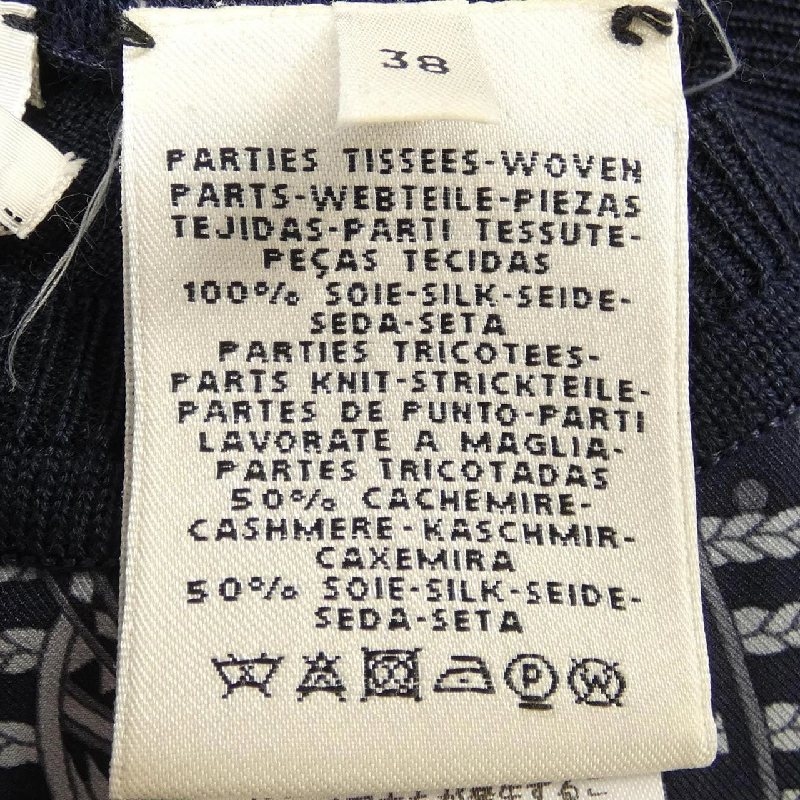 38
PARTIES TISSEES-WOVEN
PARTS-WEBTEILE-PIEZAS
TEJIDAS-PARTI TESSUTE-
PEÇAS TECIDAS
100% SOIE-SILK-SEIDE-
SEDA-SETA
PARTIES TRICOTEES-
PARTS KNIT-STRICKTEILE-
PARTES DE PUNTO-PARTI
LAVORATE A MAGLIA-
PARTES TRICOTADAS
50% CACHEMIRE-
CASHMERE-KASCHMIR-
CAXEMIRA
50% SOIE-SILK-SEIDE-
SEDA-SETA
P W